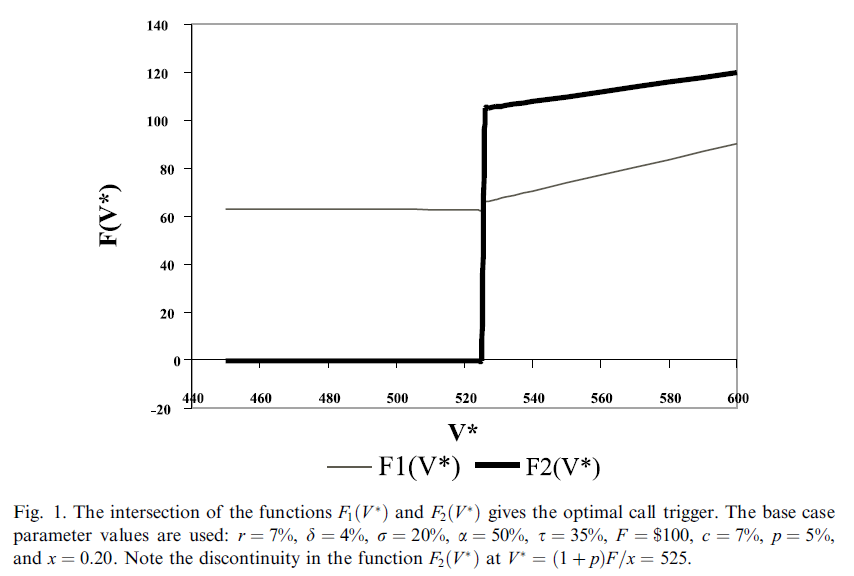 140
120
100
80
60
40
20
0
-20
F(V*)
440 460 480 500 520 540 560 580 600
V*
F1(V*) F2(V*)
Fig. 1. The intersection of the functions F₁(V*) and F₂(V*) gives the optimal call trigger. The base case
parameter values are used: r = 7%, δ = 4%, σ = 20%, α = 50%, τ = 35%, F = $100, c = 7%, p = 5%,
and x = 0.20. Note the discontinuity in the function F₂(V*) at V* = (1 + p)F/x = 525.